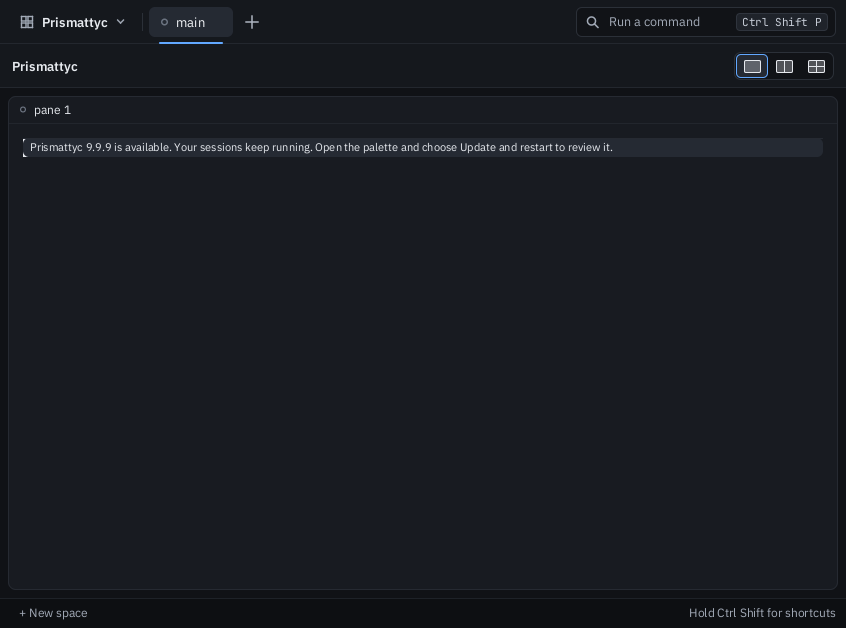 Prismattyc
main
Run a command
Ctrl Shift P
Prismattyc
pane 1
Prismattyc 9.9.9 is available. Your sessions keep running. Open the palette and choose Update and restart to review it.
+ New space
Hold Ctrl Shift for shortcuts